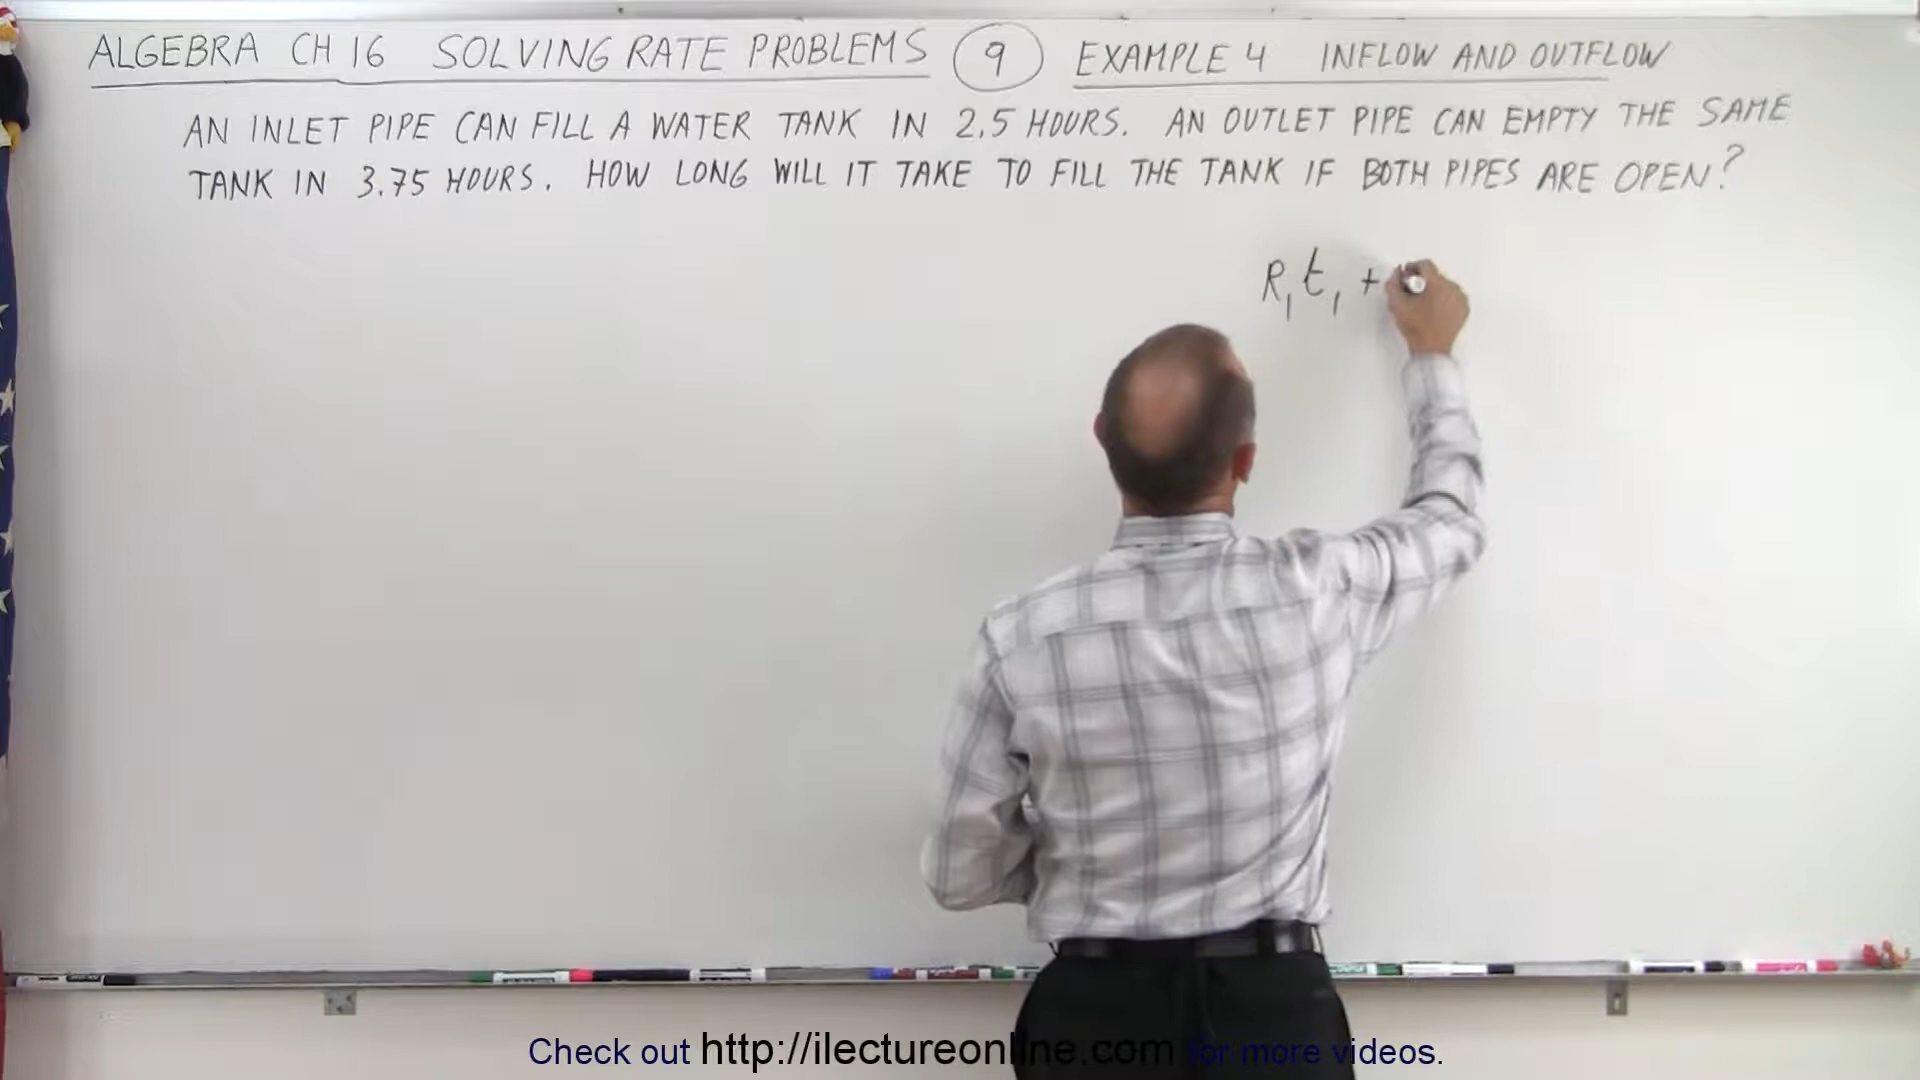 ALGEBRA CH 16 SOLVING RATE PROBLEMS 9 EXAMPLE 4 INFLOW AND OUTFLOW
AN INLET PIPE CAN FILL A WATER TANK IN 2.5 HOURS. AN OUTLET PIPE CAN EMPTY THE SAME
TANK IN 3.75 HOURS. HOW LONG WILL IT TAKE TO FILL THE TANK IF BOTH PIPES ARE OPEN?
R₁t₁ +
Check out http://ilectureonline.com for more videos.